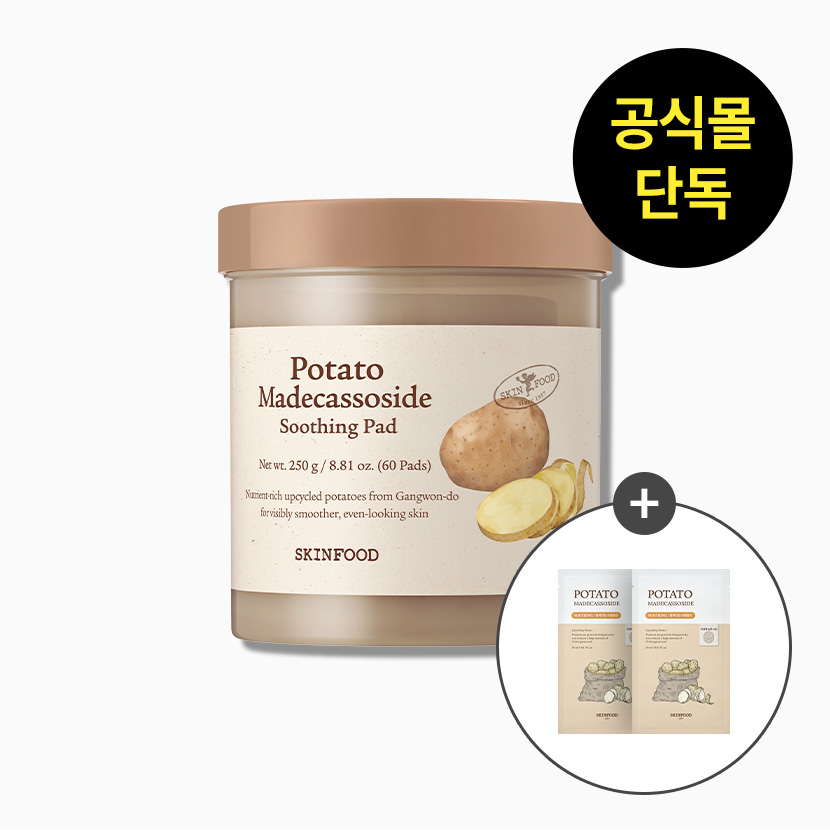 공식몰
단독
Potato
Madecassoside
Soothing Pad
Net wt. 250 g / 8.81 oz. (60 Pads)
Nutrient-rich upcycled potatoes from Gangwon-do
for visibly smoother, even-looking skin
SKINFOOD
SKIN FOOD
since 1957
+
POTATO
MADECASSOSIDE
SKINFOOD
POTATO
MADECASSOSIDE
SKINFOOD